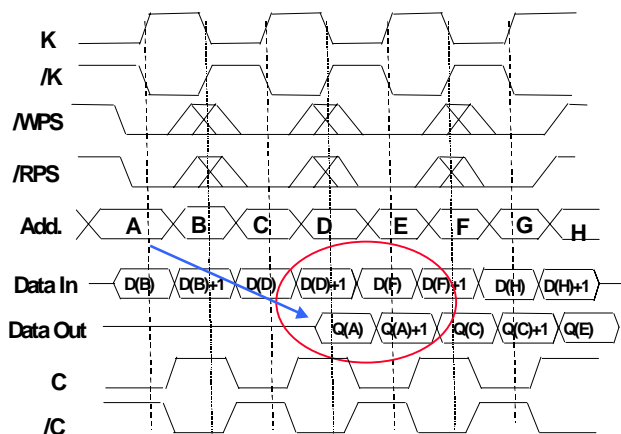 K
/K
/WPS
/RPS
Add. A B C D E F G H
Data In D(B) D(B)+1 D(D) D(D)+1 D(F) D(F)+1 D(H) D(H)+1
Data Out Q(A) Q(A)+1 Q(C) Q(C)+1 Q(E)
C
/C